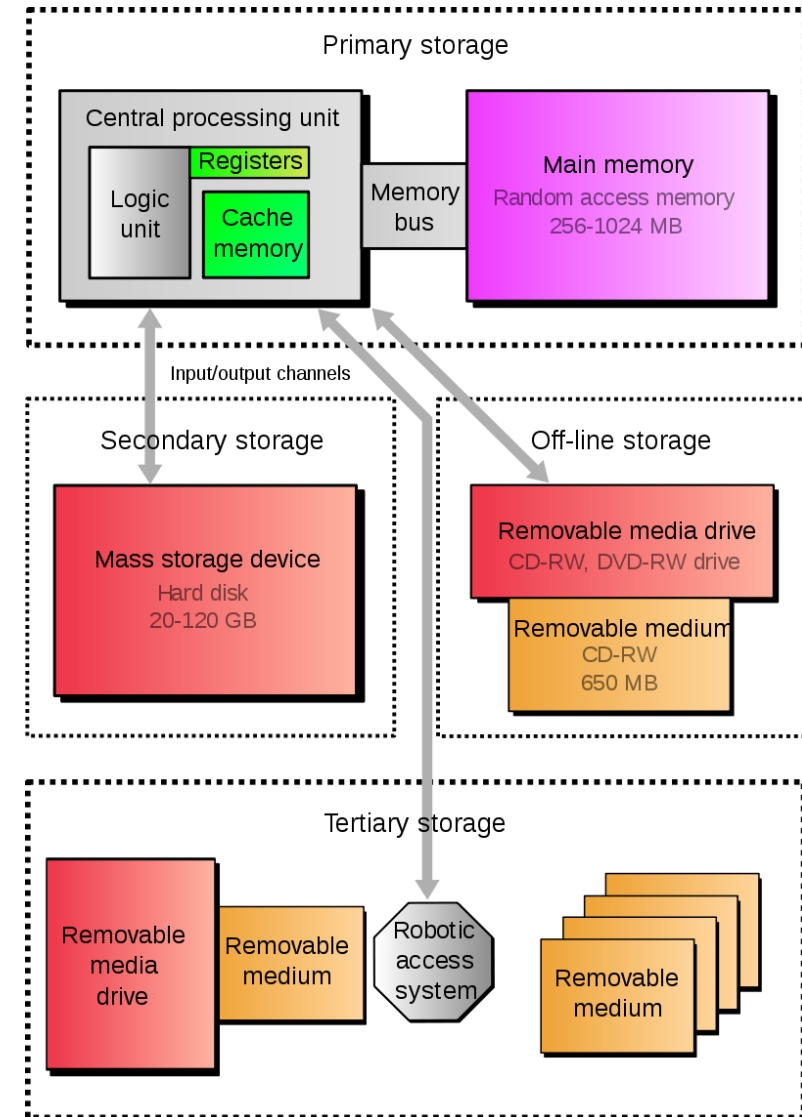 Primary storage
Central processing unit
Registers
Logic
unit
Cache
memory
Memory
bus
Main memory
Random access memory
256-1024 MB
Input/output channels
Secondary storage
Mass storage device
Hard disk
20-120 GB
Off-line storage
Removable media drive
CD-RW, DVD-RW drive
Removable medium
CD-RW
650 MB
Tertiary storage
Removable
media
drive
Removable
medium
Robotic
access
system
Removable
medium